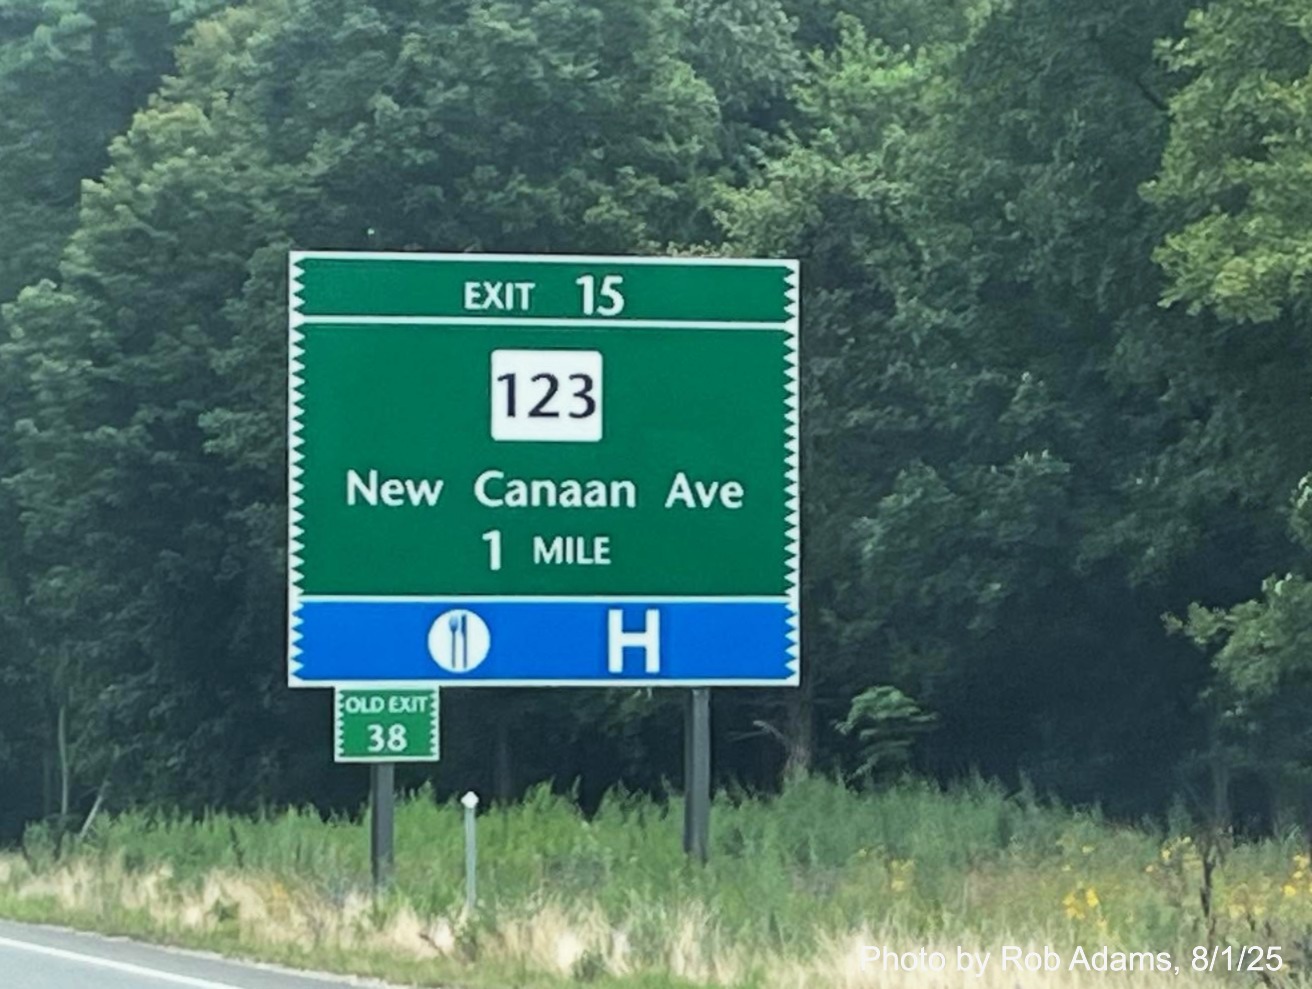 EXIT 15
123
New Canaan Ave
1 MILE
H
OLD EXIT
38
Photo by Rob Adams, 8/1/25